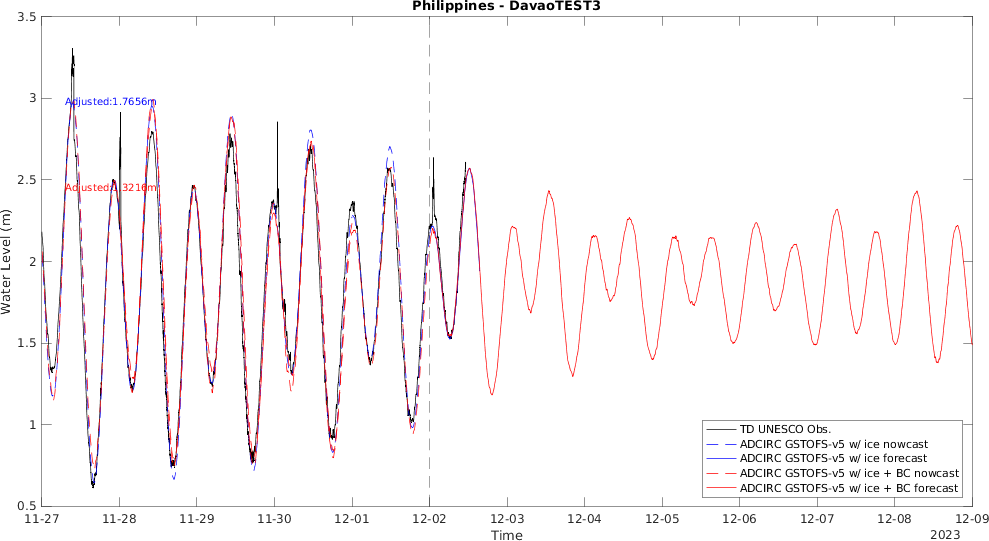 Philippines - DavaoTEST3
Water Level (m)
3.5
3
2.5
2
1.5
1
0.5
Adjusted:1.7656m
Adjusted:1.3216m
TD UNESCO Obs.
ADCIRC GSTOFS-v5 w/ ice nowcast
ADCIRC GSTOFS-v5 w/ ice forecast
ADCIRC GSTOFS-v5 w/ ice + BC nowcast
ADCIRC GSTOFS-v5 w/ ice + BC forecast
11-27 11-28 11-29 11-30 12-01 12-02 12-03 12-04 12-05 12-06 12-07 12-08 12-09
Time
2023